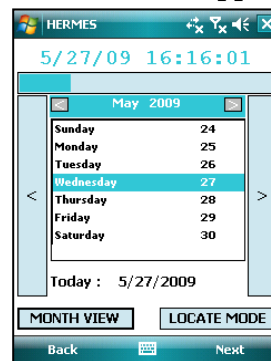 HERMES
5/27/09 16:16:01
< May 2009 >
Sunday 24
Monday 25
Tuesday 26
Wednesday 27
Thursday 28
Friday 29
Saturday 30
< >
Today : 5/27/2009
MONTH VIEW LOCATE MODE
Back Next